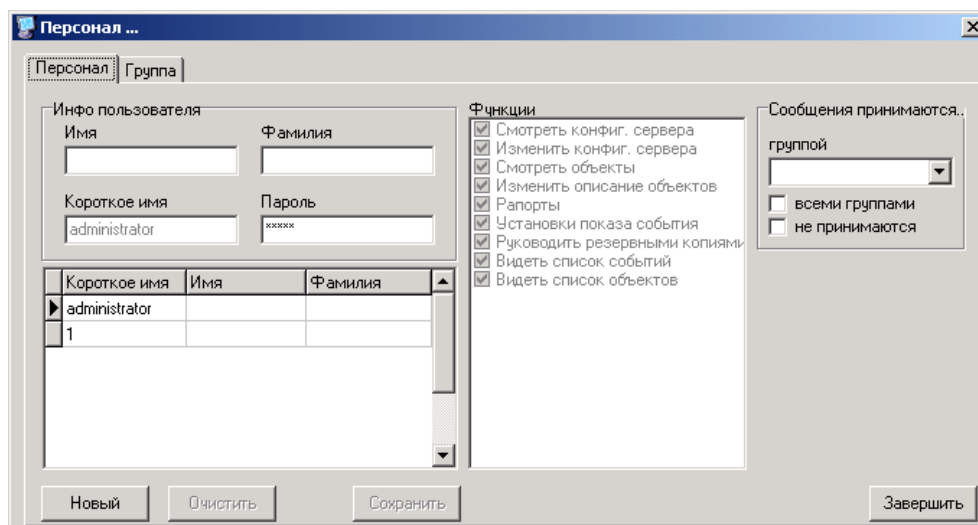 Персонал ...
Персонал Группа
Инфо пользователя
Имя Фамилия
Короткое имя Пароль
administrator xxxxx
Короткое имя Имя Фамилия
administrator
1
Функции
Смотреть конфиг. сервера
Изменить конфиг. сервера
Смотреть объекты
Изменить описание объектов
Рапорты
Установки показа события
Руководить резервными копиями
Видеть список событий
Видеть список объектов
Сообщения принимаются..
группой
всеми группами
не принимаются
Новый Очистить Сохранить Завершить